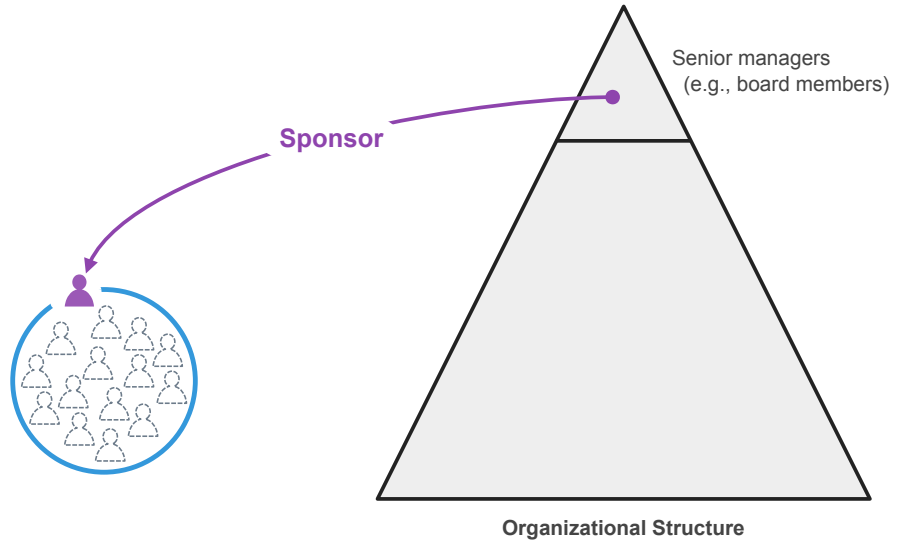 Senior managers
(e.g., board members)
Sponsor
Organizational Structure